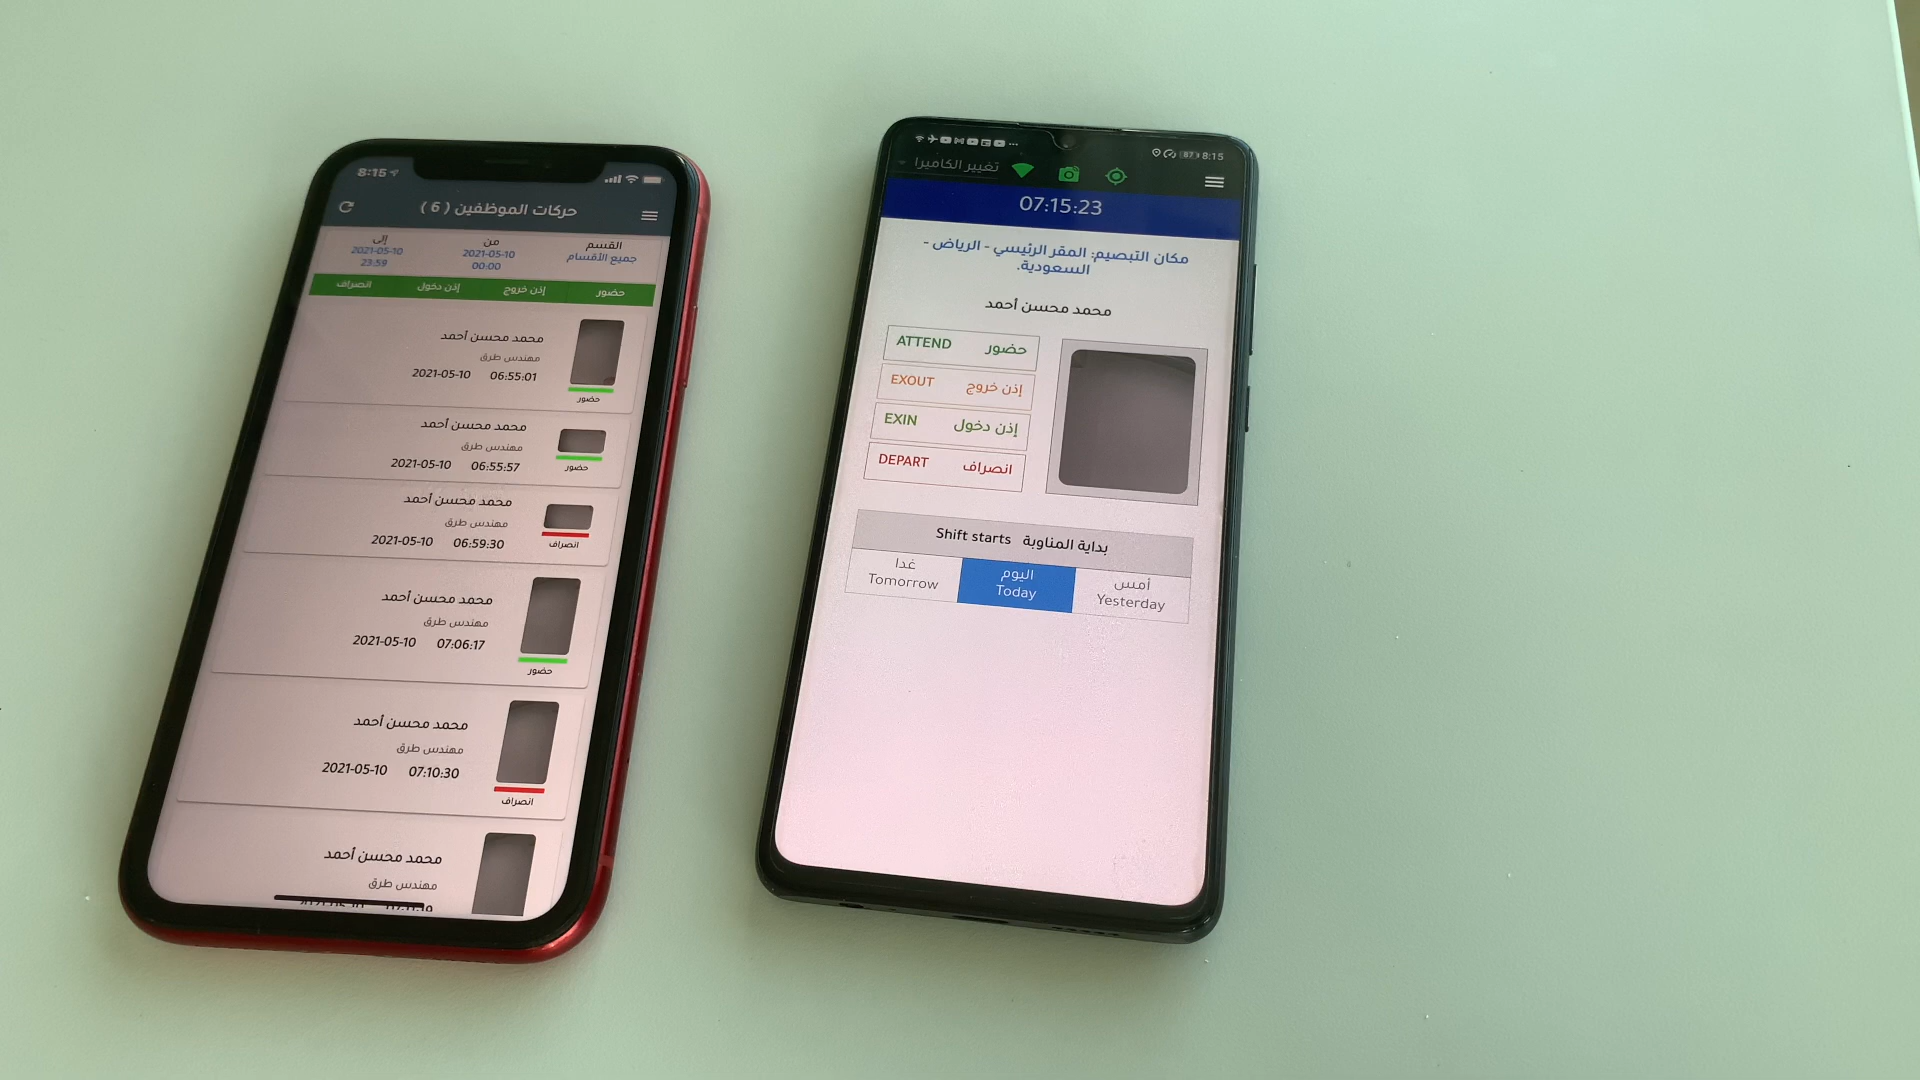 8:15
حركات الموظفين ( 6 )
القسم من إلى
جميع الأقسام 2021-05-10 00:00 2021-05-10 23:59
حضور إذن خروج إذن دخول انصراف
محمد محسن أحمد
مهندس طرق
2021-05-10 06:55:01
حضور
محمد محسن أحمد
مهندس طرق
2021-05-10 06:55:57
حضور
محمد محسن أحمد
مهندس طرق
2021-05-10 06:59:30
انصراف
محمد محسن أحمد
مهندس طرق
2021-05-10 07:06:17
حضور
محمد محسن أحمد
مهندس طرق
2021-05-10 07:10:30
انصراف
محمد محسن أحمد
مهندس طرق
87 8:15
تغيير الكاميرا
07:15:23
مكان التبصيم: المقر الرئيسي - الرياض -
السعودية.
محمد محسن أحمد
ATTEND حضور
EXOUT إذن خروج
EXIN إذن دخول
DEPART انصراف
Shift starts بداية المناوبة
أمس اليوم غدا
Yesterday Today Tomorrow